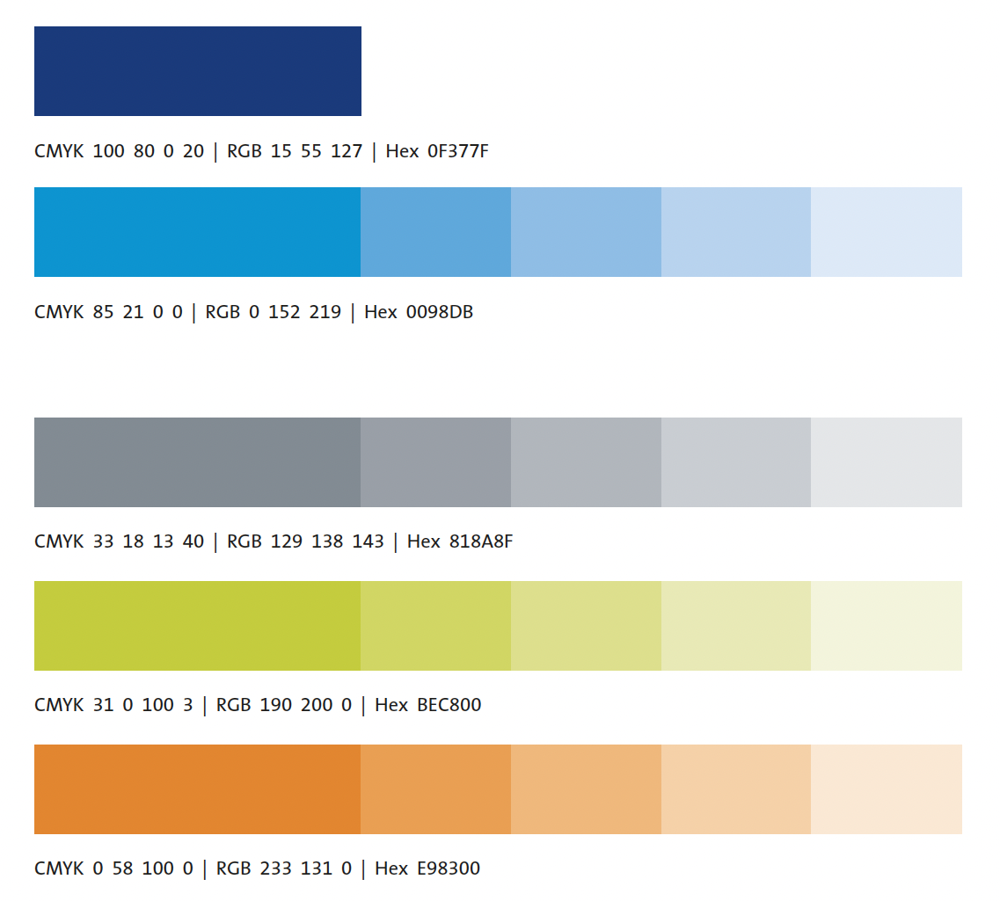 CMYK 100 80 0 20 | RGB 15 55 127 | Hex 0F377F
CMYK 85 21 0 0 | RGB 0 152 219 | Hex 0098DB
CMYK 33 18 13 40 | RGB 129 138 143 | Hex 818A8F
CMYK 31 0 100 3 | RGB 190 200 0 | Hex BEC800
CMYK 0 58 100 0 | RGB 233 131 0 | Hex E98300